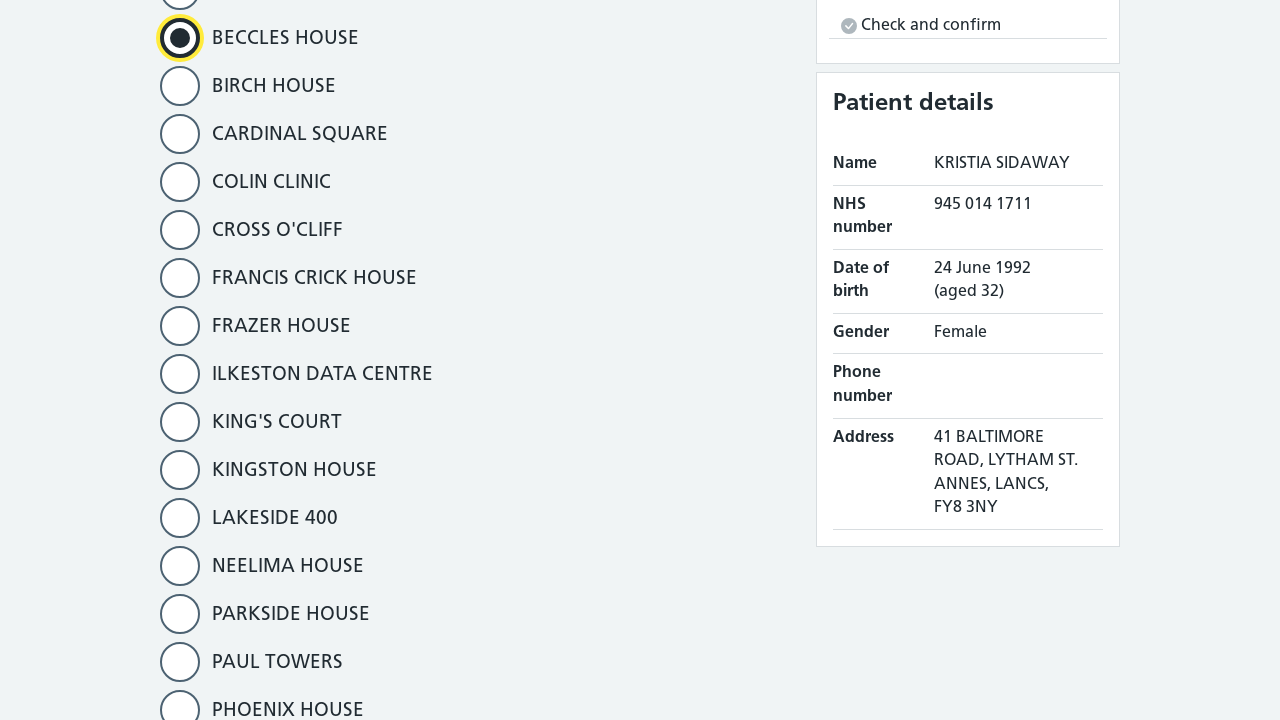 BECCLES HOUSE
BIRCH HOUSE
CARDINAL SQUARE
COLIN CLINIC
CROSS O'CLIFF
FRANCIS CRICK HOUSE
FRAZER HOUSE
ILKESTON DATA CENTRE
KING'S COURT
KINGSTON HOUSE
LAKESIDE 400
NEELIMA HOUSE
PARKSIDE HOUSE
PAUL TOWERS
PHOENIX HOUSE
Check and confirm
Patient details
Name KRISTIA SIDAWAY
NHS number 945 014 1711
Date of birth 24 June 1992
(aged 32)
Gender Female
Phone number
Address 41 BALTIMORE
ROAD, LYTHAM ST.
ANNES, LANCS,
FY8 3NY